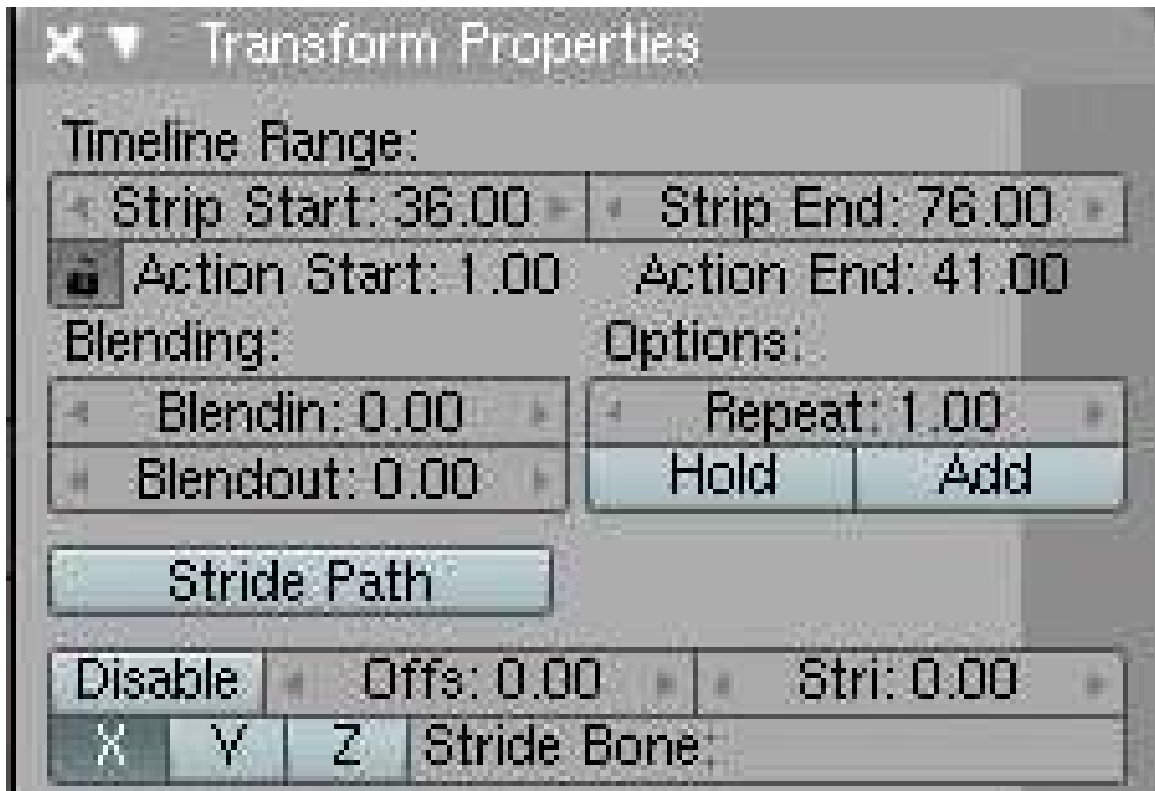 Transform Properties
Timeline Range:
Strip Start: 36.00 Strip End: 76.00
Action Start: 1.00 Action End: 41.00
Blending: Options:
Blendin: 0.00 Repeat: 1.00
Blendout: 0.00 Hold Add
Stride Path
Disable Offs: 0.00 Stri: 0.00
X Y Z Stride Bone: